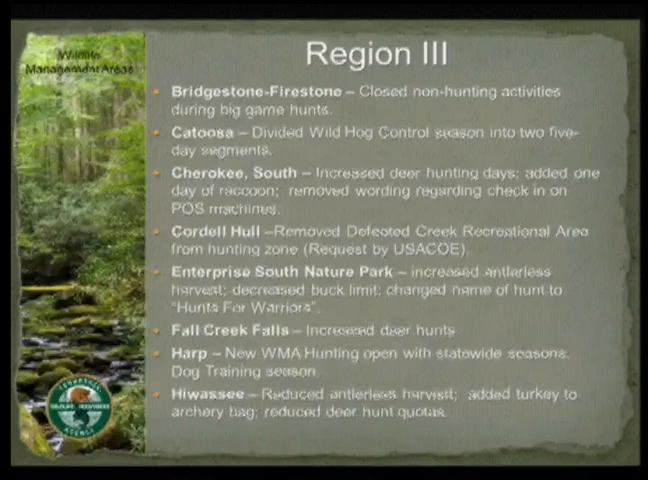 Wildlife
Management Areas
Region III
• Bridgestone-Firestone – Closed non-hunting activities
during big game hunts.
• Catoosa – Divided Wild Hog Control season into two five-
day segments.
• Cherokee, South – Increased deer hunting days; added one
day of raccoon; removed wording regarding check in on
POS machines.
• Cordell Hull –Removed Defeated Creek Recreational Area
from hunting zone (Request by USACOE).
• Enterprise South Nature Park – increased antlerless
harvest; decreased buck limit; changed name of hunt to
“Hunts For Warriors”.
• Fall Creek Falls – Increased deer hunts
• Harp – New WMA Hunting open with statewide seasons.
Dog Training season.
• Hiwassee – Reduced antlerless harvest; added turkey to
archery bag; reduced deer hunt quotas.
TENNESSEE
WILDLIFE RESOURCES
AGENCY